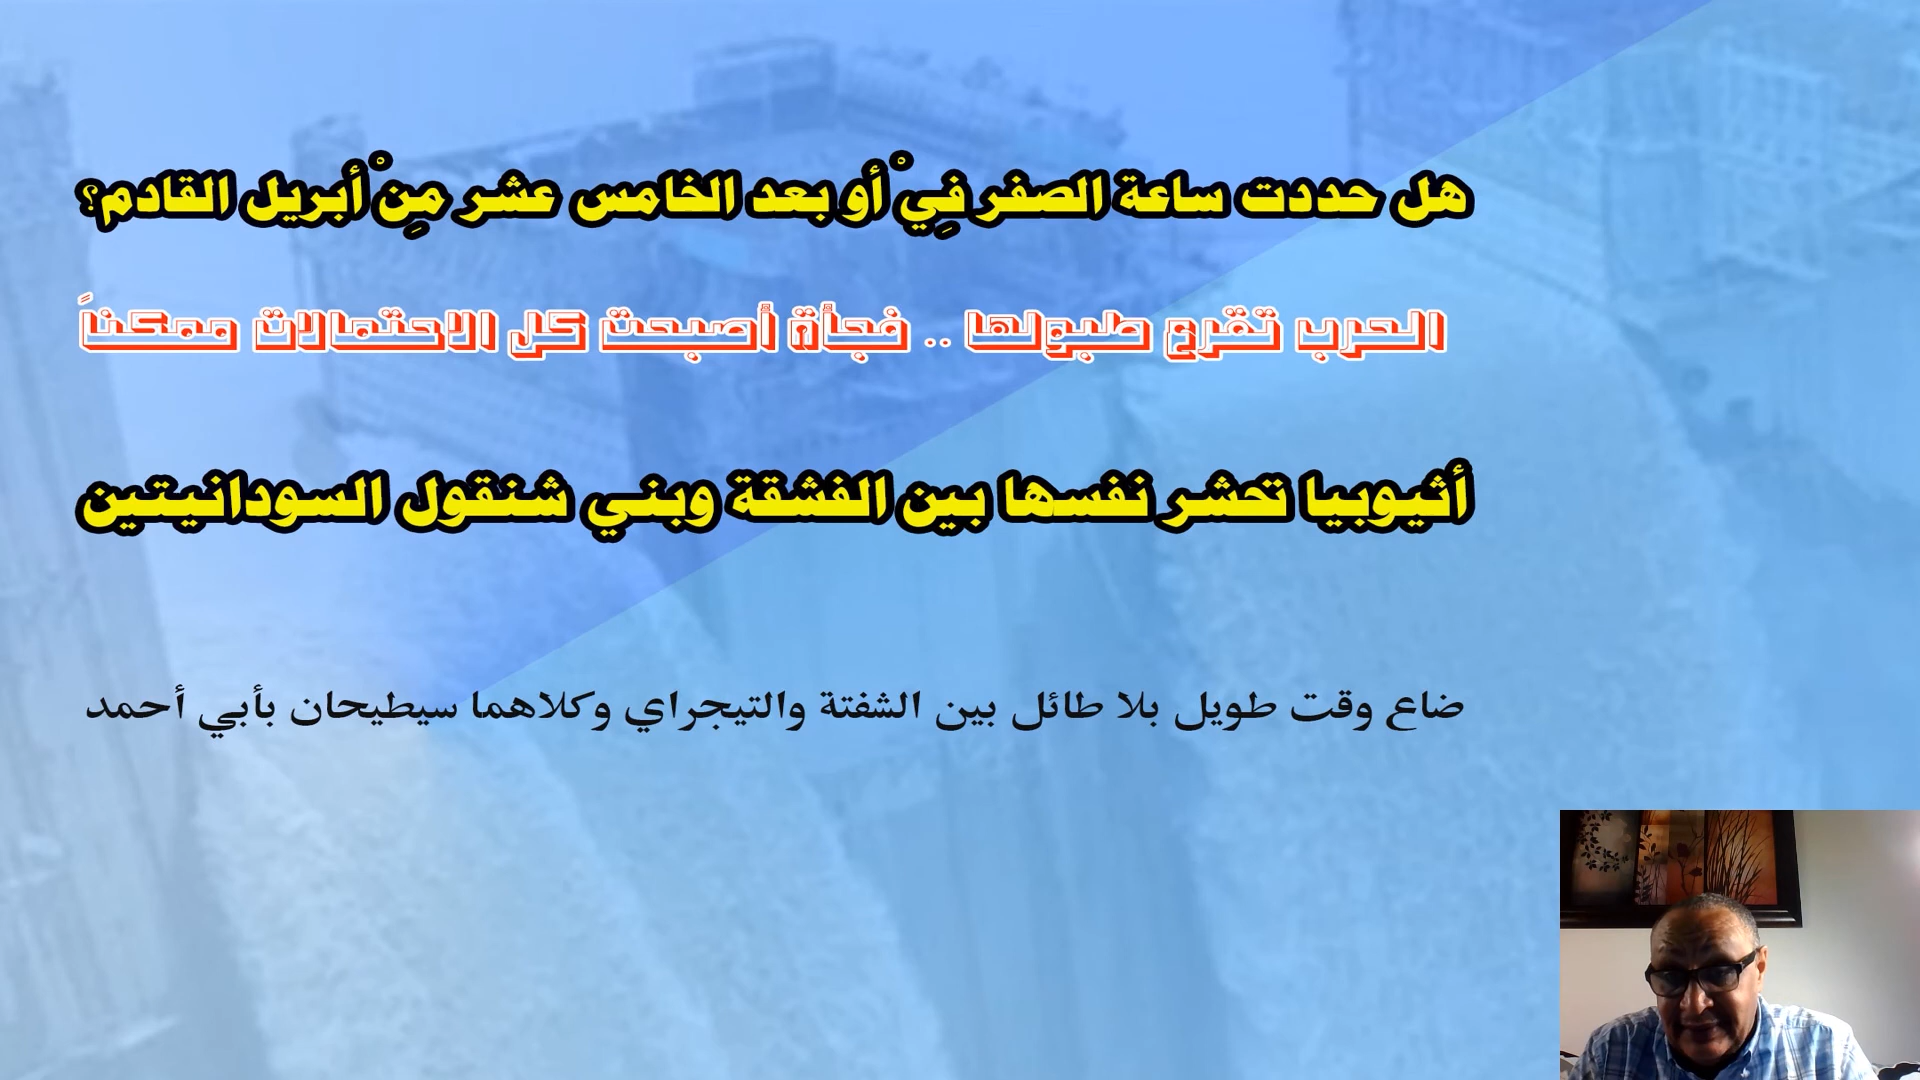 هل حددت ساعة الصفر فِيْ أو بعد الخامس عشر مِنْ أبريل القادم؟
الحرب تقرع طبولها .. فجأة أصبحت كل الاحتمالات ممكناً
أثيوبيا تحشر نفسها بين الفشقة وبني شنقول السودانيتين
ضاع وقت طويل بلا طائل بين الشفتة والتيجراي وكلاهما سيطيحان بأبي أحمد